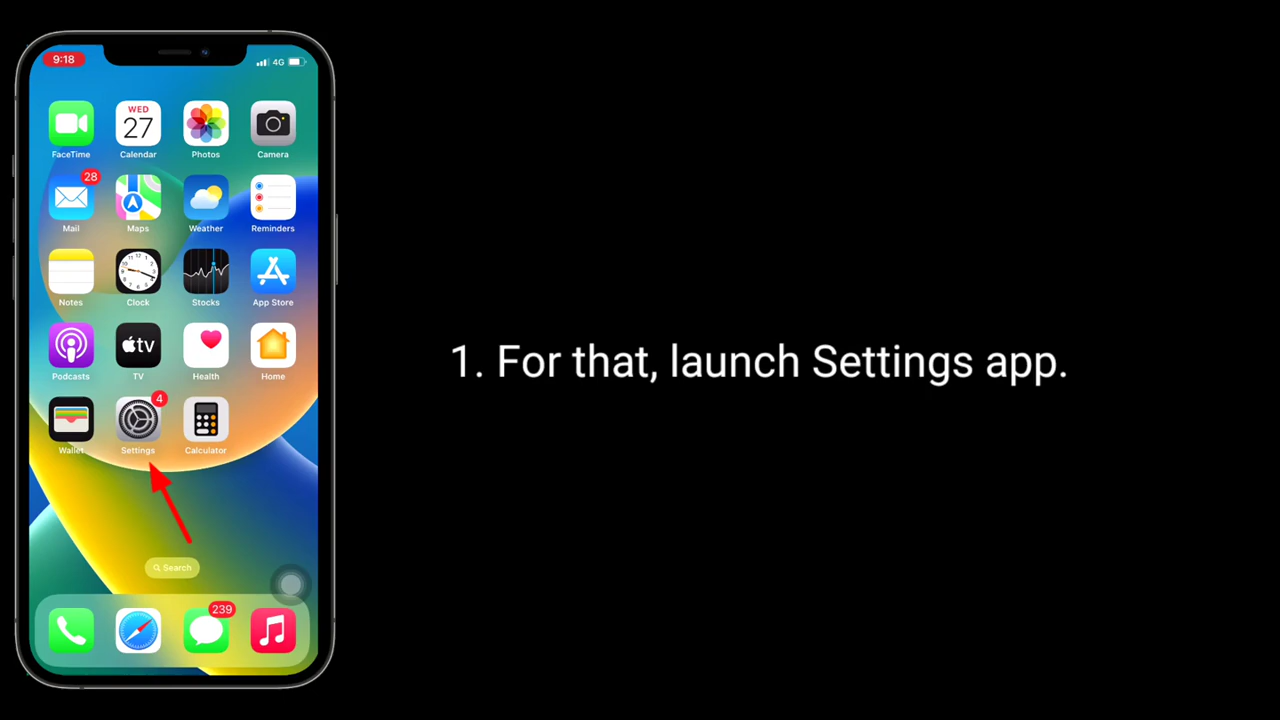 9:18
4G
WED
27
FaceTime Calendar Photos Camera
28
Mail Maps Weather Reminders
Notes Clock Stocks App Store
tv
Podcasts TV Health Home
4
Wallet Settings Calculator
1. For that, launch Settings app.
Search
239